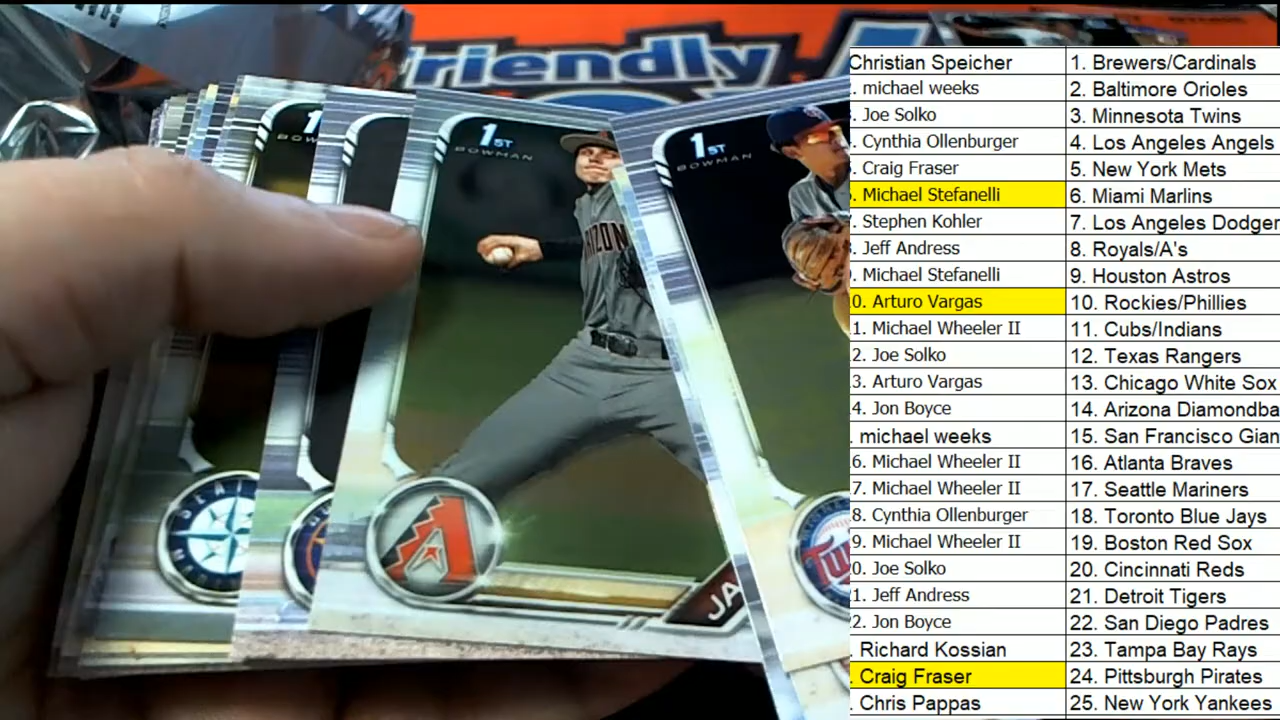 Friendly
1ST
BOWMAN
1ST
BOWMAN
1
BOW
ARIZON
SEA
Tw
JA
Christian Speicher 1. Brewers/Cardinals
. michael weeks 2. Baltimore Orioles
. Joe Solko 3. Minnesota Twins
. Cynthia Ollenburger 4. Los Angeles Angels
. Craig Fraser 5. New York Mets
. Michael Stefanelli 6. Miami Marlins
. Stephen Kohler 7. Los Angeles Dodger
. Jeff Andress 8. Royals/A's
. Michael Stefanelli 9. Houston Astros
0. Arturo Vargas 10. Rockies/Phillies
1. Michael Wheeler II 11. Cubs/Indians
2. Joe Solko 12. Texas Rangers
3. Arturo Vargas 13. Chicago White Sox
4. Jon Boyce 14. Arizona Diamondba
. michael weeks 15. San Francisco Gian
6. Michael Wheeler II 16. Atlanta Braves
7. Michael Wheeler II 17. Seattle Mariners
8. Cynthia Ollenburger 18. Toronto Blue Jays
9. Michael Wheeler II 19. Boston Red Sox
0. Joe Solko 20. Cincinnati Reds
1. Jeff Andress 21. Detroit Tigers
2. Jon Boyce 22. San Diego Padres
. Richard Kossian 23. Tampa Bay Rays
. Craig Fraser 24. Pittsburgh Pirates
. Chris Pappas 25. New York Yankees